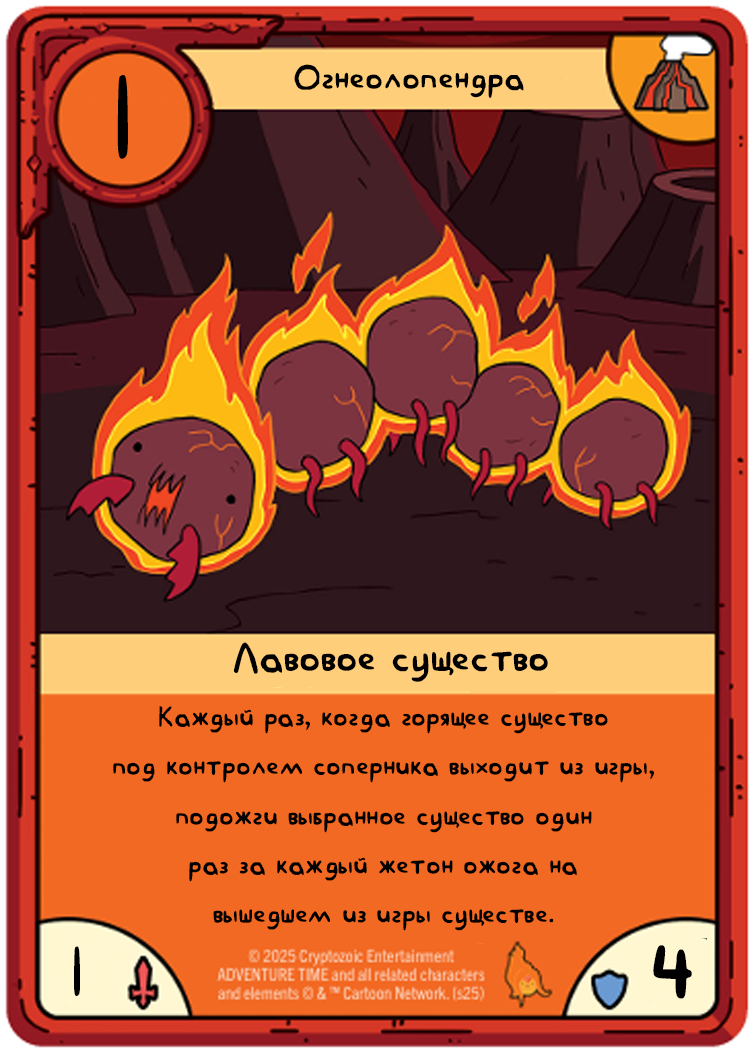 1
Огнеолопендра
Лавовое существо
Каждый раз, когда горящее существо
под контролем соперника выходит из игры,
подожги выбранное существо один
раз за каждый жетон ожога на
вышедшем из игры существе.
1
© 2025 Cryptozoic Entertainment
ADVENTURE TIME and all related characters
and elements © & ™ Cartoon Network. (s25)
4